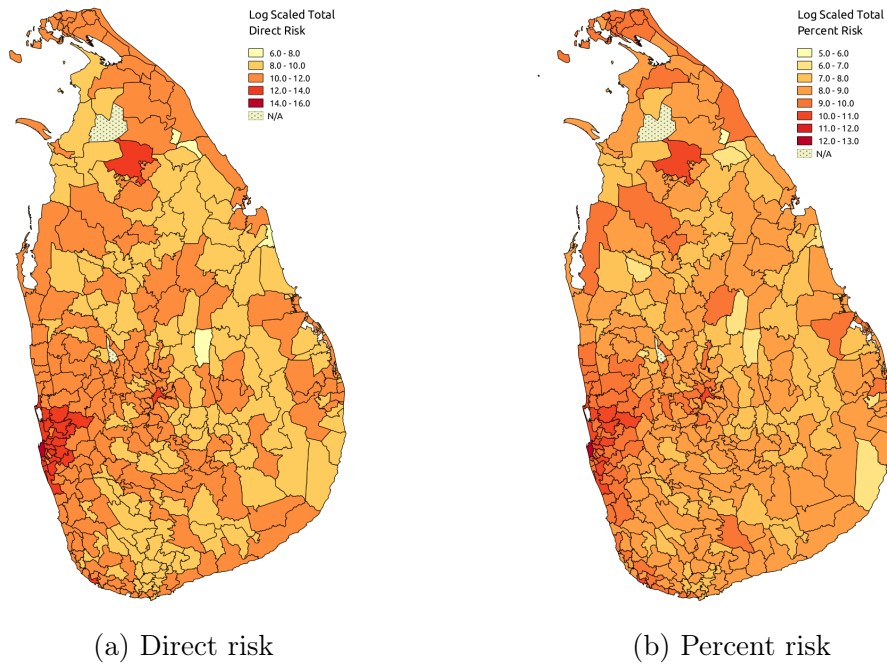 Log Scaled Total
Direct Risk
6.0 - 8.0
8.0 - 10.0
10.0 - 12.0
12.0 - 14.0
14.0 - 16.0
N/A
Log Scaled Total
Percent Risk
5.0 - 6.0
6.0 - 7.0
7.0 - 8.0
8.0 - 9.0
9.0 - 10.0
10.0 - 11.0
11.0 - 12.0
12.0 - 13.0
N/A
(a) Direct risk
(b) Percent risk